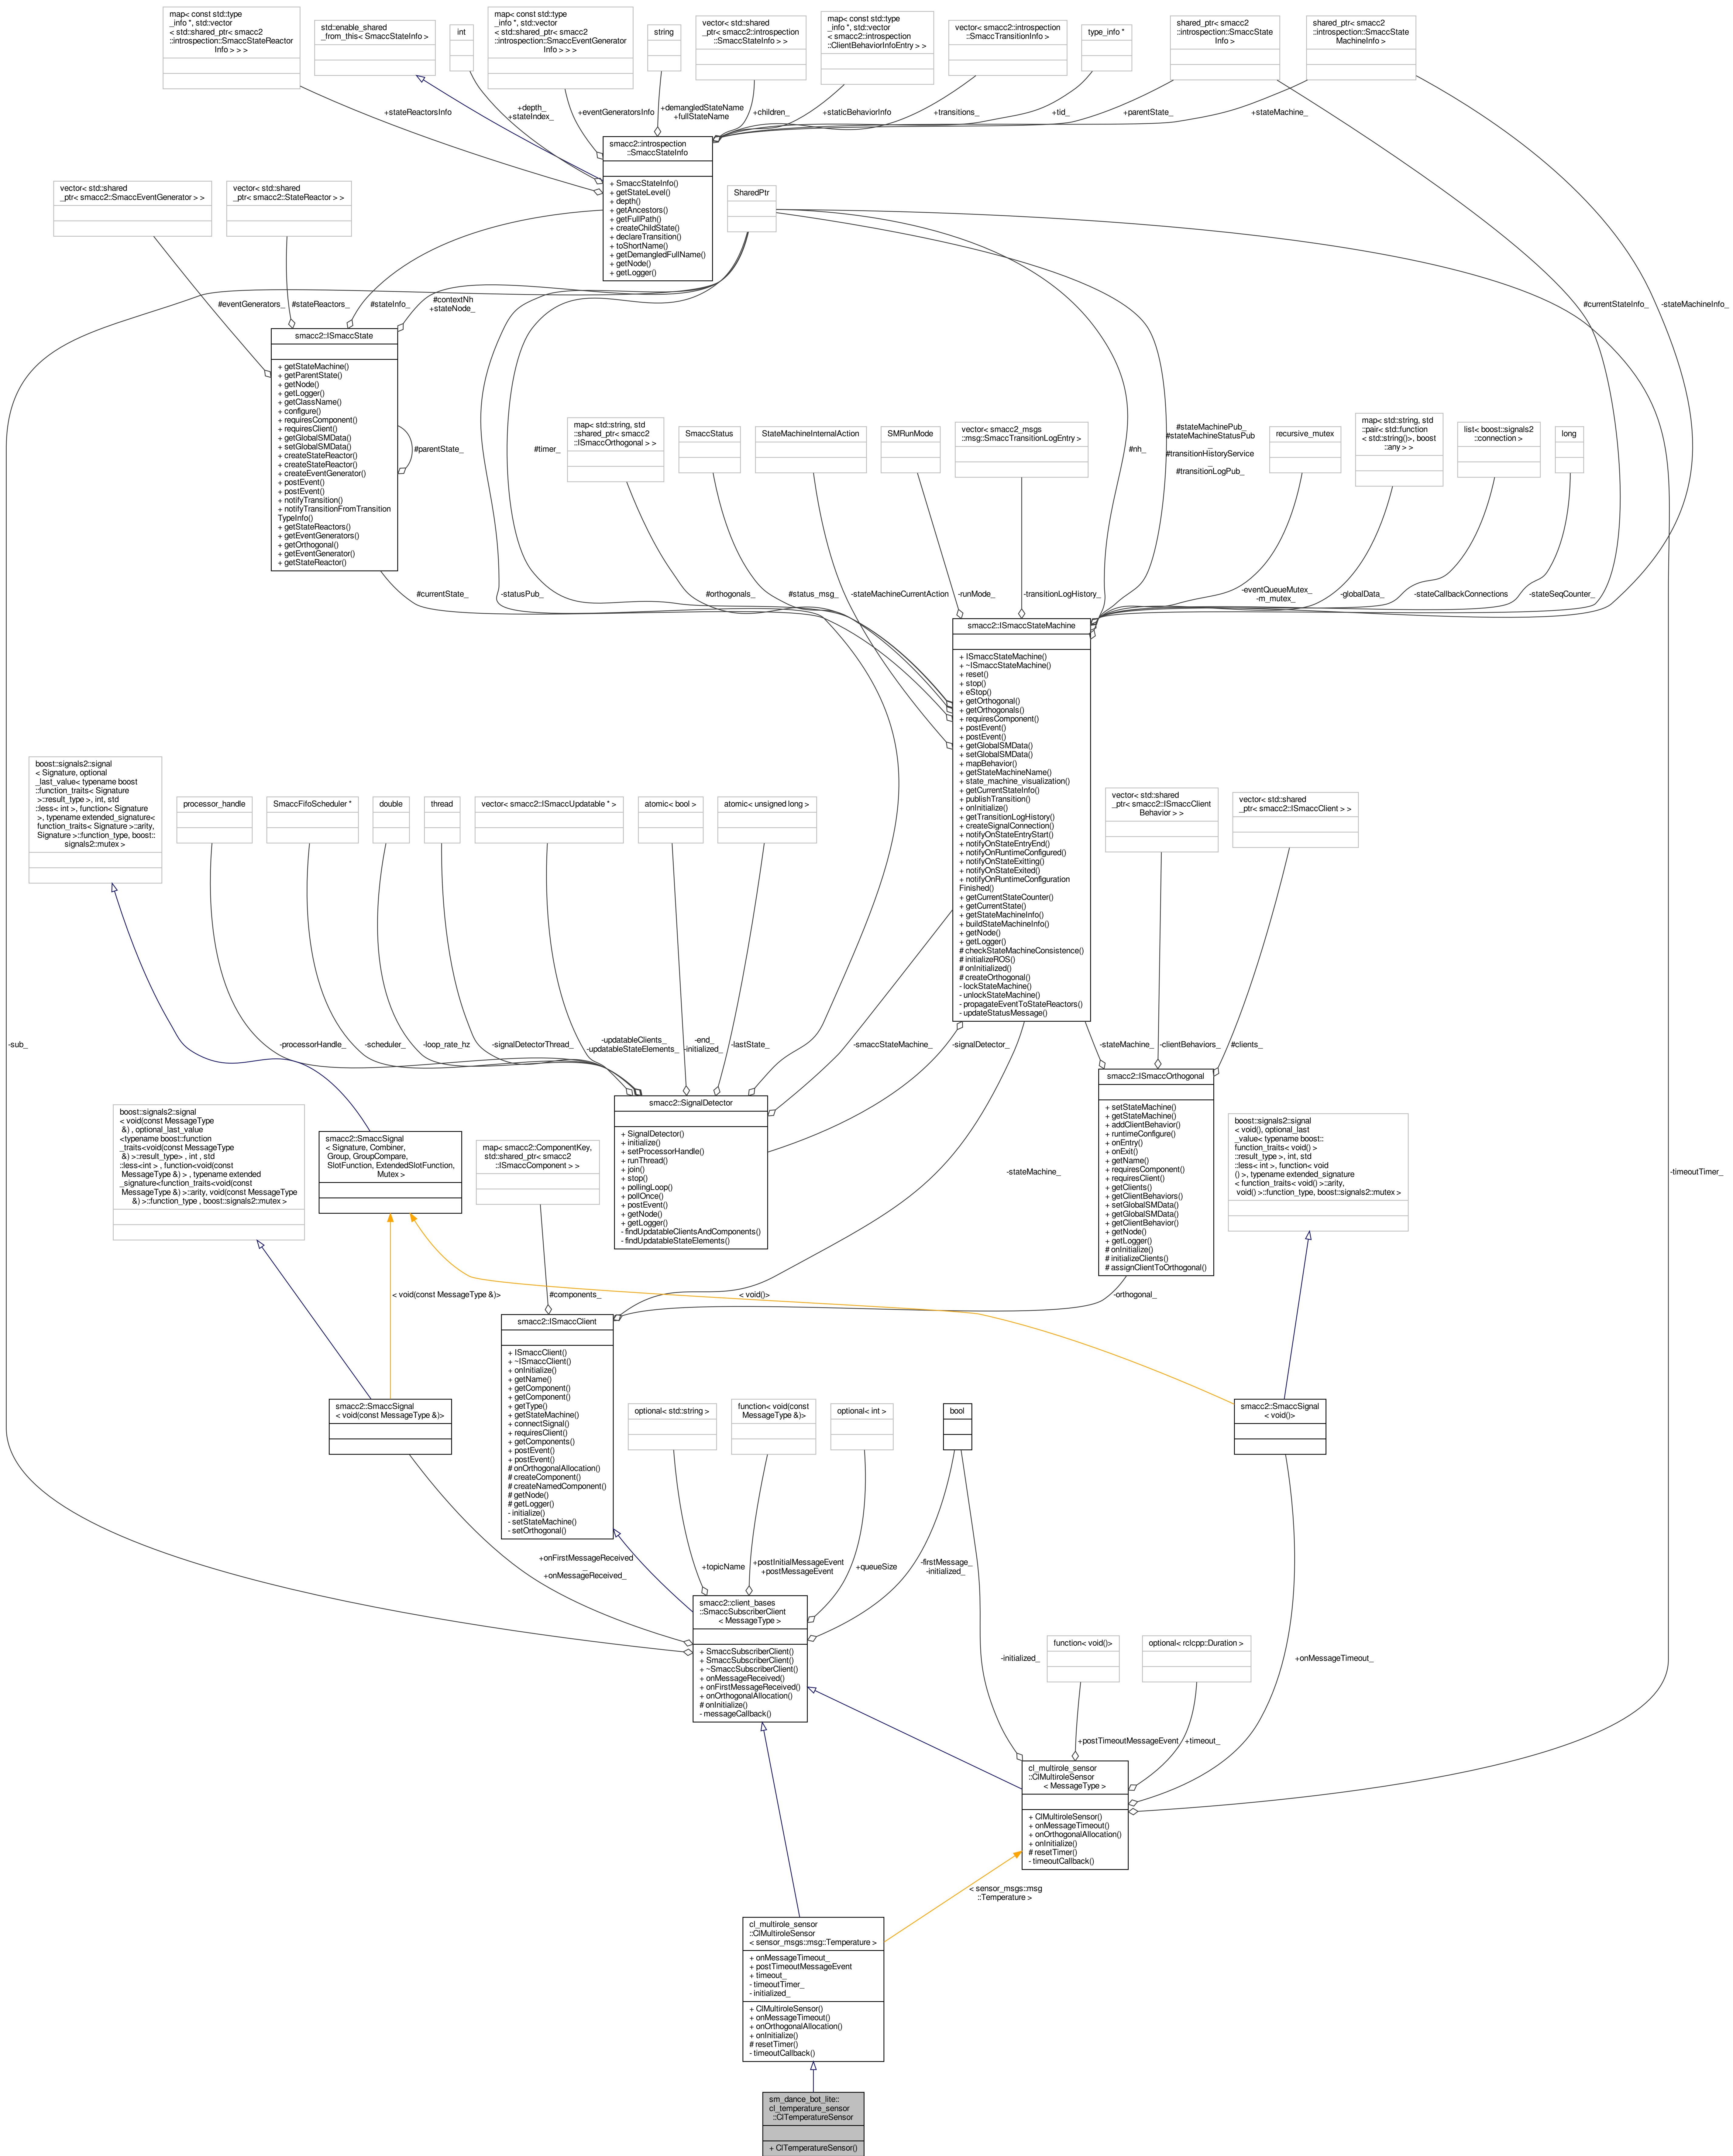 map< const std::type
_info *, std::vector
< std::shared_ptr< smacc2
::introspection::SmaccStateReactor
Info > > >
std::enable_shared
_from_this< SmaccStateInfo >
int
map< const std::type
_info *, std::vector
< std::shared_ptr< smacc2
::introspection::SmaccEventGenerator
Info > > >
string
vector< std::shared
_ptr< smacc2::introspection
::SmaccStateInfo > >
map< const std::type
_info *, std::vector
< smacc2::introspection
::ClientBehaviorInfoEntry > >
vector< smacc2::introspection
::SmaccTransitionInfo >
type_info *
shared_ptr< smacc2
::introspection::SmaccState
Info >
shared_ptr< smacc2
::introspection::SmaccState
MachineInfo >
+stateReactorsInfo
+depth_
+stateIndex_
+eventGeneratorsInfo
+demangledStateName
+fullStateName
+children_
+staticBehaviorInfo
+transitions_
+tid_
+parentState_
+stateMachine_
smacc2::introspection
::SmaccStateInfo
+ SmaccStateInfo()
+ getStateLevel()
+ depth()
+ getAncestors()
+ getFullPath()
+ createChildState()
+ declareTransition()
+ toShortName()
+ getDemangledFullName()
+ getNode()
+ getLogger()
vector< std::shared
_ptr< smacc2::SmaccEventGenerator > >
vector< std::shared
_ptr< smacc2::StateReactor > >
SharedPtr
#eventGenerators_
#stateReactors_
#stateInfo_
#contextNh
+stateNode_
#currentStateInfo_
-stateMachineInfo_
smacc2::ISmaccState
+ getStateMachine()
+ getParentState()
+ getNode()
+ getLogger()
+ getClassName()
+ configure()
+ requiresComponent()
+ requiresClient()
+ getGlobalSMData()
+ setGlobalSMData()
+ createStateReactor()
+ createStateReactor()
+ createEventGenerator()
+ postEvent()
+ postEvent()
+ notifyTransition()
+ notifyTransitionFromTransition
TypeInfo()
+ getStateReactors()
+ getEventGenerators()
+ getOrthogonal()
+ getEventGenerator()
+ getStateReactor()
#parentState_
#timer_
map< std::string, std
::shared_ptr< smacc2
::ISmaccOrthogonal > >
SmaccStatus
StateMachineInternalAction
SMRunMode
vector< smacc2_msgs
::msg::SmaccTransitionLogEntry >
#nh_
#stateMachinePub_
#stateMachineStatusPub
_
#transitionHistoryService
_
#transitionLogPub_
recursive_mutex
map< std::string, std
::pair< std::function
< std::string()>, boost
::any > >
list< boost::signals2
::connection >
long
#currentState_
-statusPub_
#orthogonals_
#status_msg_
-stateMachineCurrentAction
-runMode_
-transitionLogHistory_
-eventQueueMutex_
-m_mutex_
-globalData_
-stateCallbackConnections
-stateSeqCounter_
smacc2::ISmaccStateMachine
+ ISmaccStateMachine()
+ ~ISmaccStateMachine()
+ reset()
+ stop()
+ eStop()
+ getOrthogonal()
+ getOrthogonals()
+ requiresComponent()
+ postEvent()
+ postEvent()
+ getGlobalSMData()
+ setGlobalSMData()
+ mapBehavior()
+ getStateMachineName()
+ state_machine_visualization()
+ getCurrentStateInfo()
+ publishTransition()
+ onInitialize()
+ getTransitionLogHistory()
+ createSignalConnection()
+ notifyOnStateEntryStart()
+ notifyOnStateEntryEnd()
+ notifyOnRuntimeConfigured()
+ notifyOnStateExitting()
+ notifyOnStateExited()
+ notifyOnRuntimeConfiguration
Finished()
+ getCurrentStateCounter()
+ getCurrentState()
+ getStateMachineInfo()
+ buildStateMachineInfo()
+ getNode()
+ getLogger()
# checkStateMachineConsistence()
# initializeROS()
# onInitialized()
# createOrthogonal()
- lockStateMachine()
- unlockStateMachine()
- propagateEventToStateReactors()
- updateStatusMessage()
boost::signals2::signal
< Signature, optional
_last_value< typename boost
::function_traits< Signature
>::result_type >, int, std
::less< int >, function< Signature
>, typename extended_signature<
function_traits< Signature >::arity,
Signature >::function_type, boost::
signals2::mutex >
processor_handle
SmaccFifoScheduler *
double
thread
vector< smacc2::ISmaccUpdatable * >
atomic< bool >
atomic< unsigned long >
vector< std::shared
_ptr< smacc2::ISmaccClient
Behavior > >
vector< std::shared
_ptr< smacc2::ISmaccClient > >
-sub_
-processorHandle_
-scheduler_
-loop_rate_hz
-signalDetectorThread_
-updatableClients_
-updatableStateElements_
-end_
-initialized_
-lastState_
-smaccStateMachine_
-signalDetector_
-stateMachine_
-clientBehaviors_
#clients_
smacc2::SignalDetector
+ SignalDetector()
+ initialize()
+ setProcessorHandle()
+ runThread()
+ join()
+ stop()
+ pollingLoop()
+ pollOnce()
+ postEvent()
+ getNode()
+ getLogger()
- findUpdatableClientsAndComponents()
- findUpdatableStateElements()
smacc2::ISmaccOrthogonal
+ setStateMachine()
+ getStateMachine()
+ addClientBehavior()
+ runtimeConfigure()
+ onEntry()
+ onExit()
+ getName()
+ requiresComponent()
+ requiresClient()
+ getClients()
+ getClientBehaviors()
+ setGlobalSMData()
+ getGlobalSMData()
+ getClientBehavior()
+ getNode()
+ getLogger()
# onInitialize()
# initializeClients()
# assignClientToOrthogonal()
boost::signals2::signal
< void(const MessageType
&) , optional_last_value
<typename boost::function
_traits<void(const MessageType
&) >::result_type> , int , std
::less<int > , function<void(const
MessageType &) > , typename extended
_signature<function_traits<void(const
MessageType &) >::arity, void(const MessageType
&) >::function_type , boost::signals2::mutex >
smacc2::SmaccSignal
< Signature, Combiner,
Group, GroupCompare,
SlotFunction, ExtendedSlotFunction,
Mutex >
map< smacc2::ComponentKey,
std::shared_ptr< smacc2
::ISmaccComponent > >
-stateMachine_
boost::signals2::signal
< void(), optional_last
_value< typename boost::
function_traits< void()
>::result_type >, int, std
::less< int >, function< void
() >, typename extended_signature
< function_traits< void() >::arity,
void() >::function_type, boost::signals2::mutex >
-timeoutTimer_
< void(const MessageType &)>
#components_
< void()>
-orthogonal_
smacc2::ISmaccClient
+ ISmaccClient()
+ ~ISmaccClient()
+ onInitialize()
+ getName()
+ getComponent()
+ getComponent()
+ getType()
+ getStateMachine()
+ connectSignal()
+ requiresClient()
+ getComponents()
+ postEvent()
+ postEvent()
# onOrthogonalAllocation()
# createComponent()
# createNamedComponent()
# getNode()
# getLogger()
- initialize()
- setStateMachine()
- setOrthogonal()
smacc2::SmaccSignal
< void(const MessageType &)>
optional< std::string >
function< void(const
MessageType &)>
optional< int >
bool
smacc2::SmaccSignal
< void()>
+onFirstMessageReceived
_
+onMessageReceived_
+topicName
+postInitialMessageEvent
+postMessageEvent
+queueSize
-firstMessage_
-initialized_
smacc2::client_bases
::SmaccSubscriberClient
< MessageType >
+ SmaccSubscriberClient()
+ SmaccSubscriberClient()
+ ~SmaccSubscriberClient()
+ onMessageReceived()
+ onFirstMessageReceived()
+ onOrthogonalAllocation()
# onInitialize()
- messageCallback()
-initialized_
function< void()>
optional< rclcpp::Duration >
+onMessageTimeout_
+postTimeoutMessageEvent
+timeout_
cl_multirole_sensor
::ClMultiroleSensor
< MessageType >
+ ClMultiroleSensor()
+ onMessageTimeout()
+ onOrthogonalAllocation()
+ onInitialize()
# resetTimer()
- timeoutCallback()
< sensor_msgs::msg
::Temperature >
cl_multirole_sensor
::ClMultiroleSensor
< sensor_msgs::msg::Temperature >
+ onMessageTimeout_
+ postTimeoutMessageEvent
+ timeout_
- timeoutTimer_
- initialized_
+ ClMultiroleSensor()
+ onMessageTimeout()
+ onOrthogonalAllocation()
+ onInitialize()
# resetTimer()
- timeoutCallback()
sm_dance_bot_lite::
cl_temperature_sensor
::ClTemperatureSensor
+ ClTemperatureSensor()